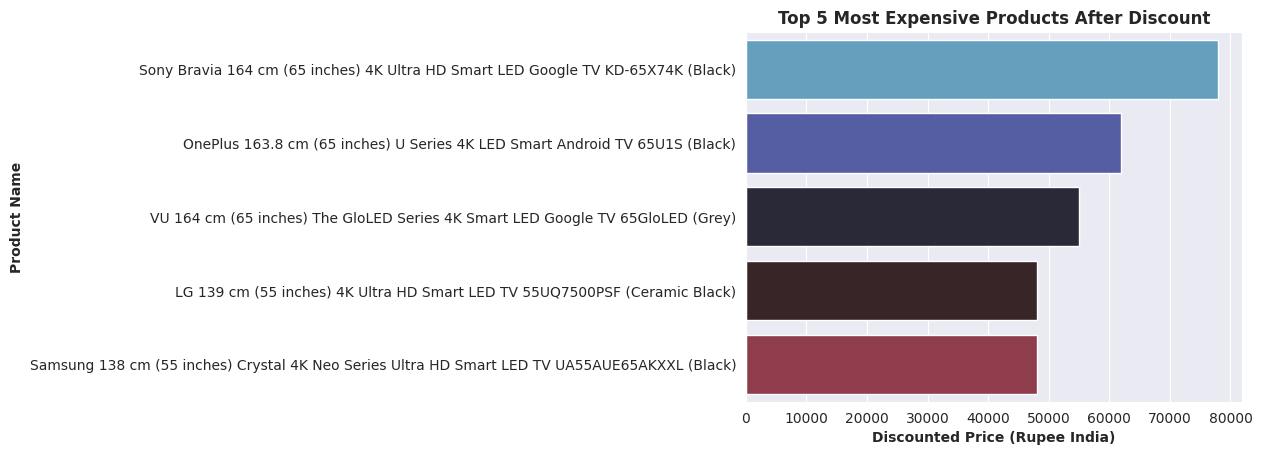 Top 5 Most Expensive Products After Discount
Product Name
Sony Bravia 164 cm (65 inches) 4K Ultra HD Smart LED Google TV KD-65X74K (Black)
OnePlus 163.8 cm (65 inches) U Series 4K LED Smart Android TV 65U1S (Black)
VU 164 cm (65 inches) The GloLED Series 4K Smart LED Google TV 65GloLED (Grey)
LG 139 cm (55 inches) 4K Ultra HD Smart LED TV 55UQ7500PSF (Ceramic Black)
Samsung 138 cm (55 inches) Crystal 4K Neo Series Ultra HD Smart LED TV UA55AUE65AKXXL (Black)
0 10000 20000 30000 40000 50000 60000 70000 80000
Discounted Price (Rupee India)